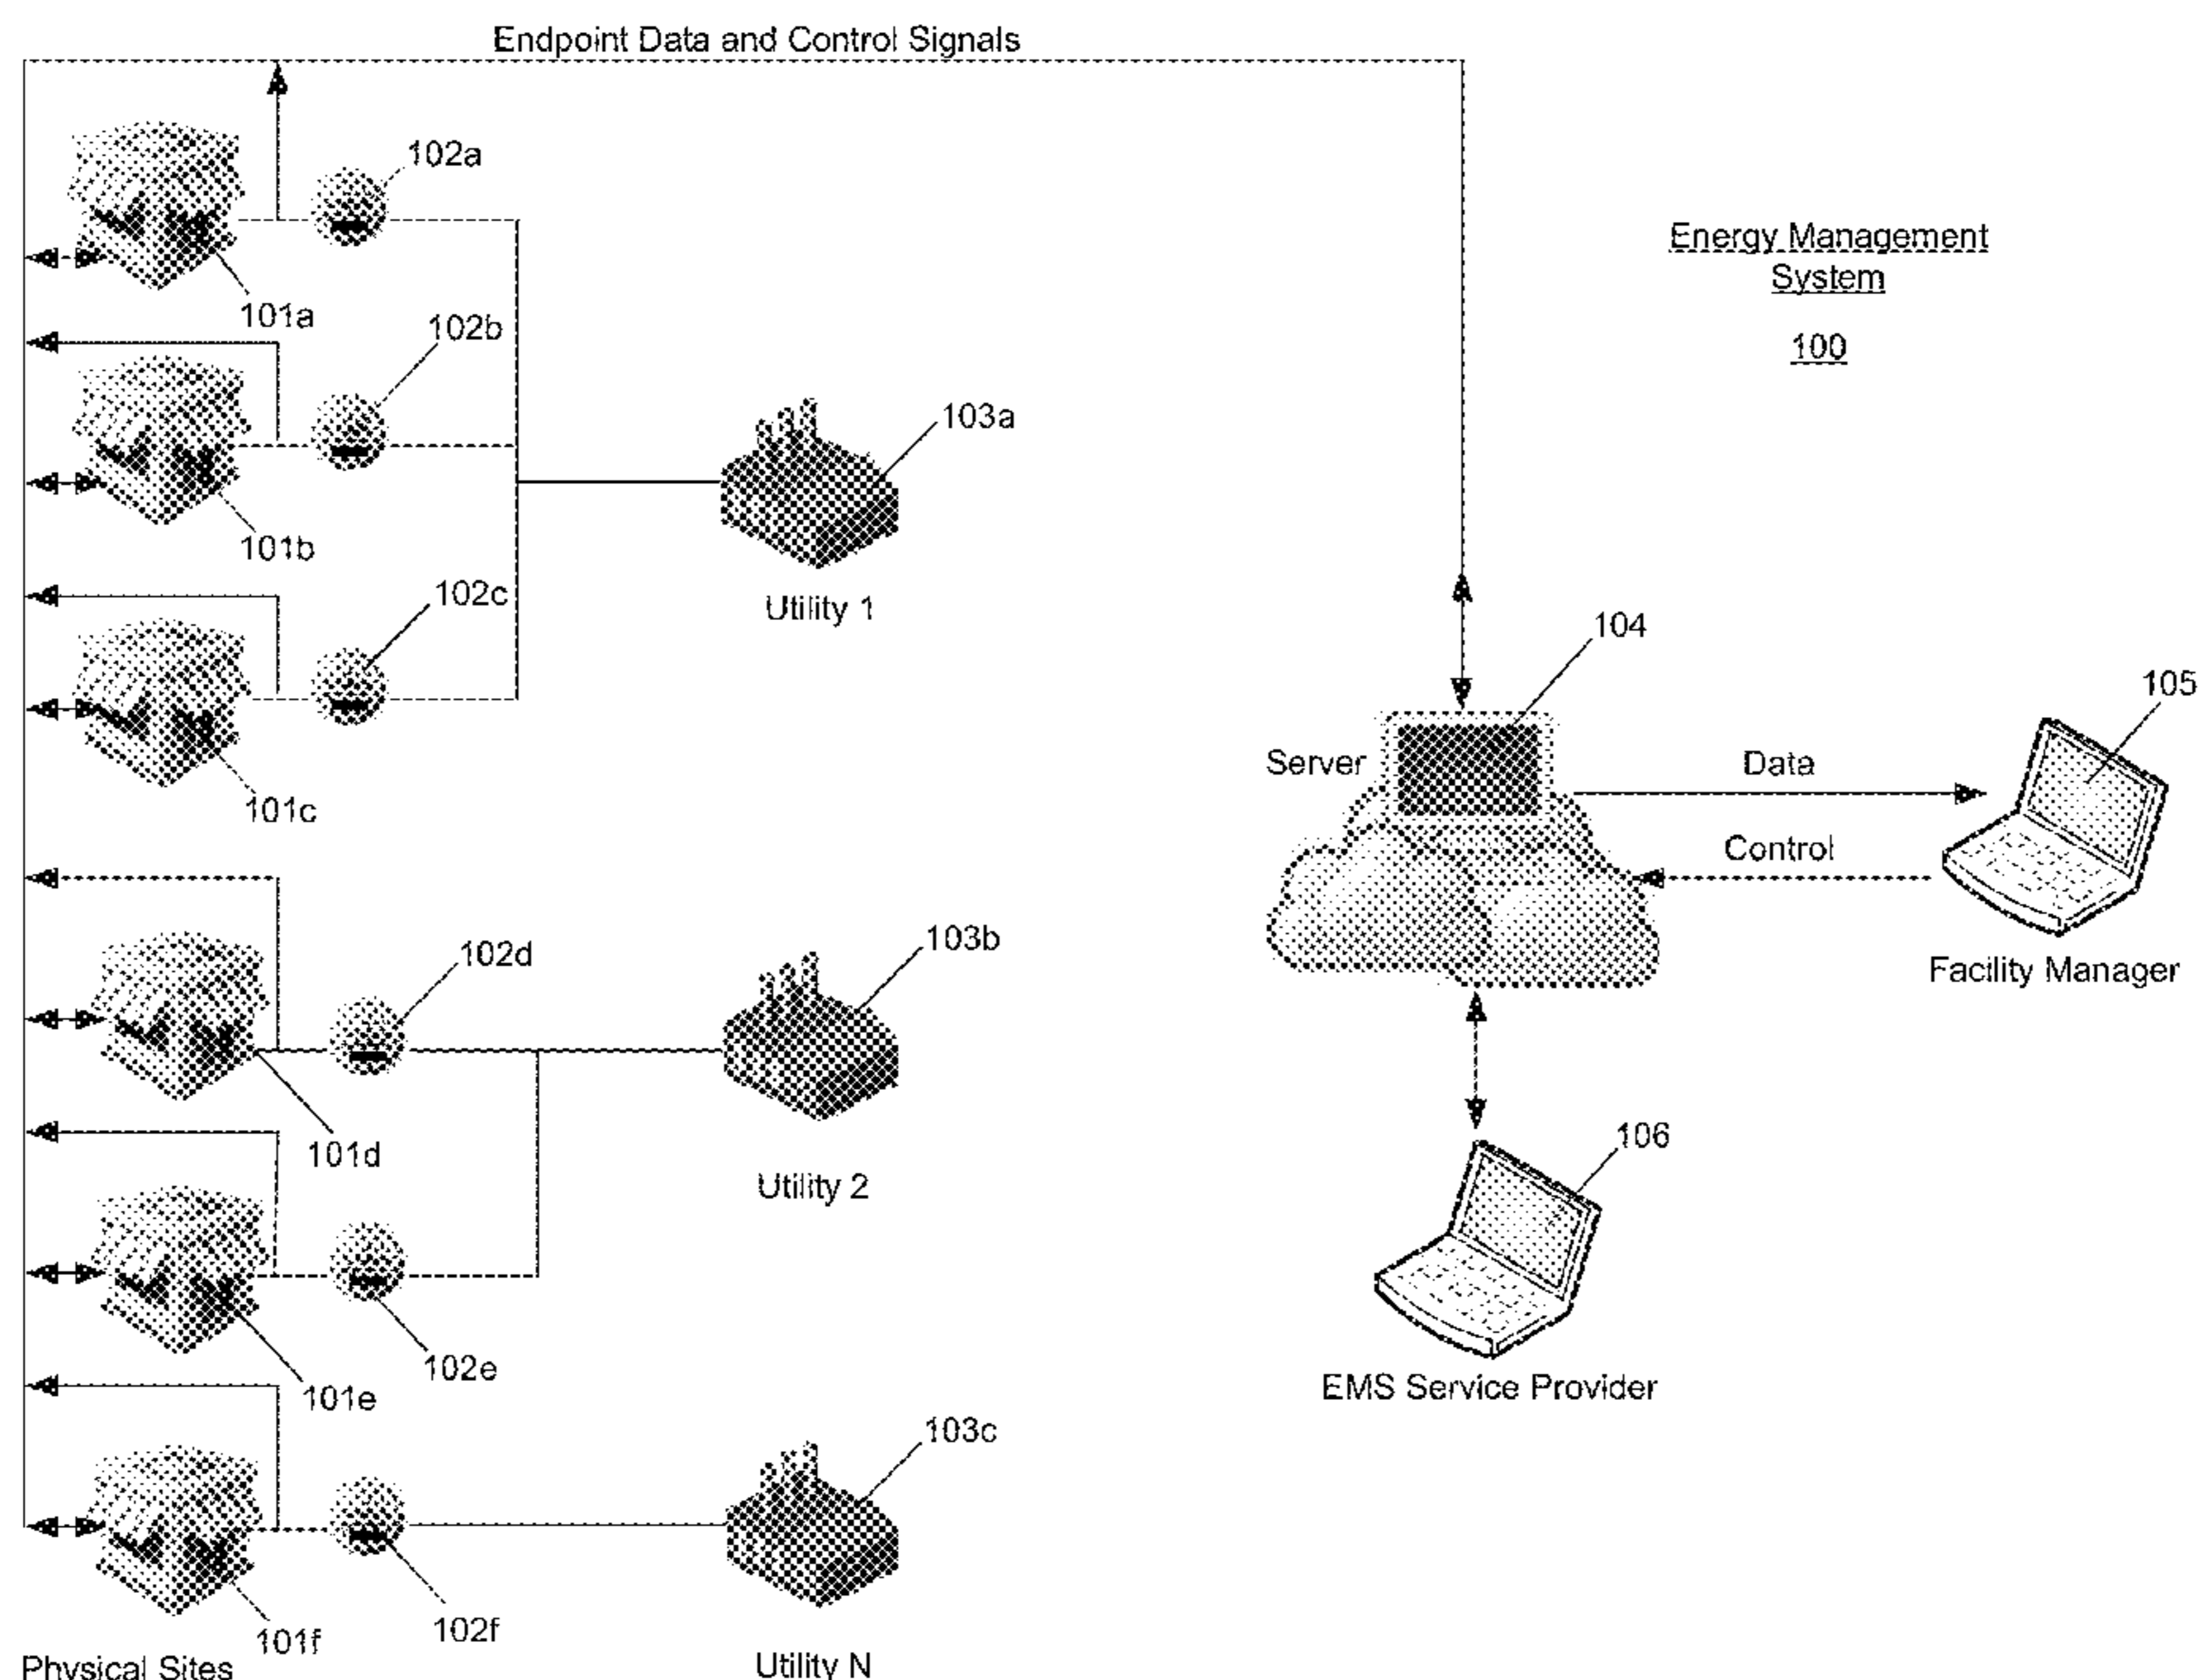 Endpoint Data and Control Signals
102a
101a
102b
101b
102c
101c
103a
Utility 1
Energy Management
System
100
104
Server
105
Data
Control
Facility Manager
102d
101d
103b
Utility 2
106
EMS Service Provider
102e
101e
103c
102f
101f
Physical Sites
Utility N